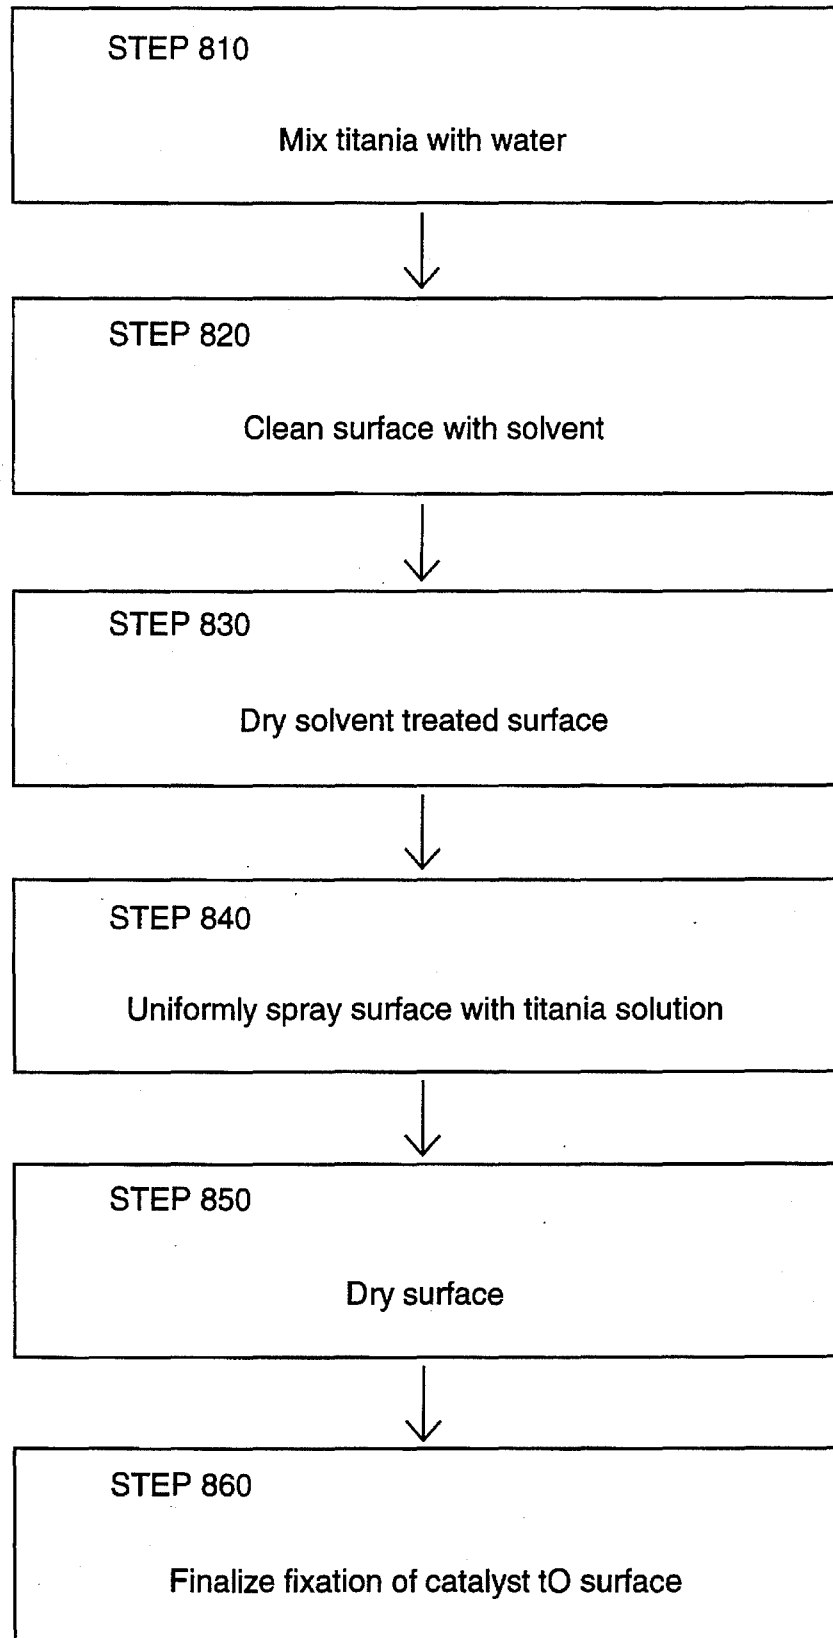 STEP 810
Mix titania with water
STEP 820
Clean surface with solvent
STEP 830
Dry solvent treated surface
STEP 840
Uniformly spray surface with titania solution
STEP 850
Dry surface
STEP 860
Finalize fixation of catalyst tO surface